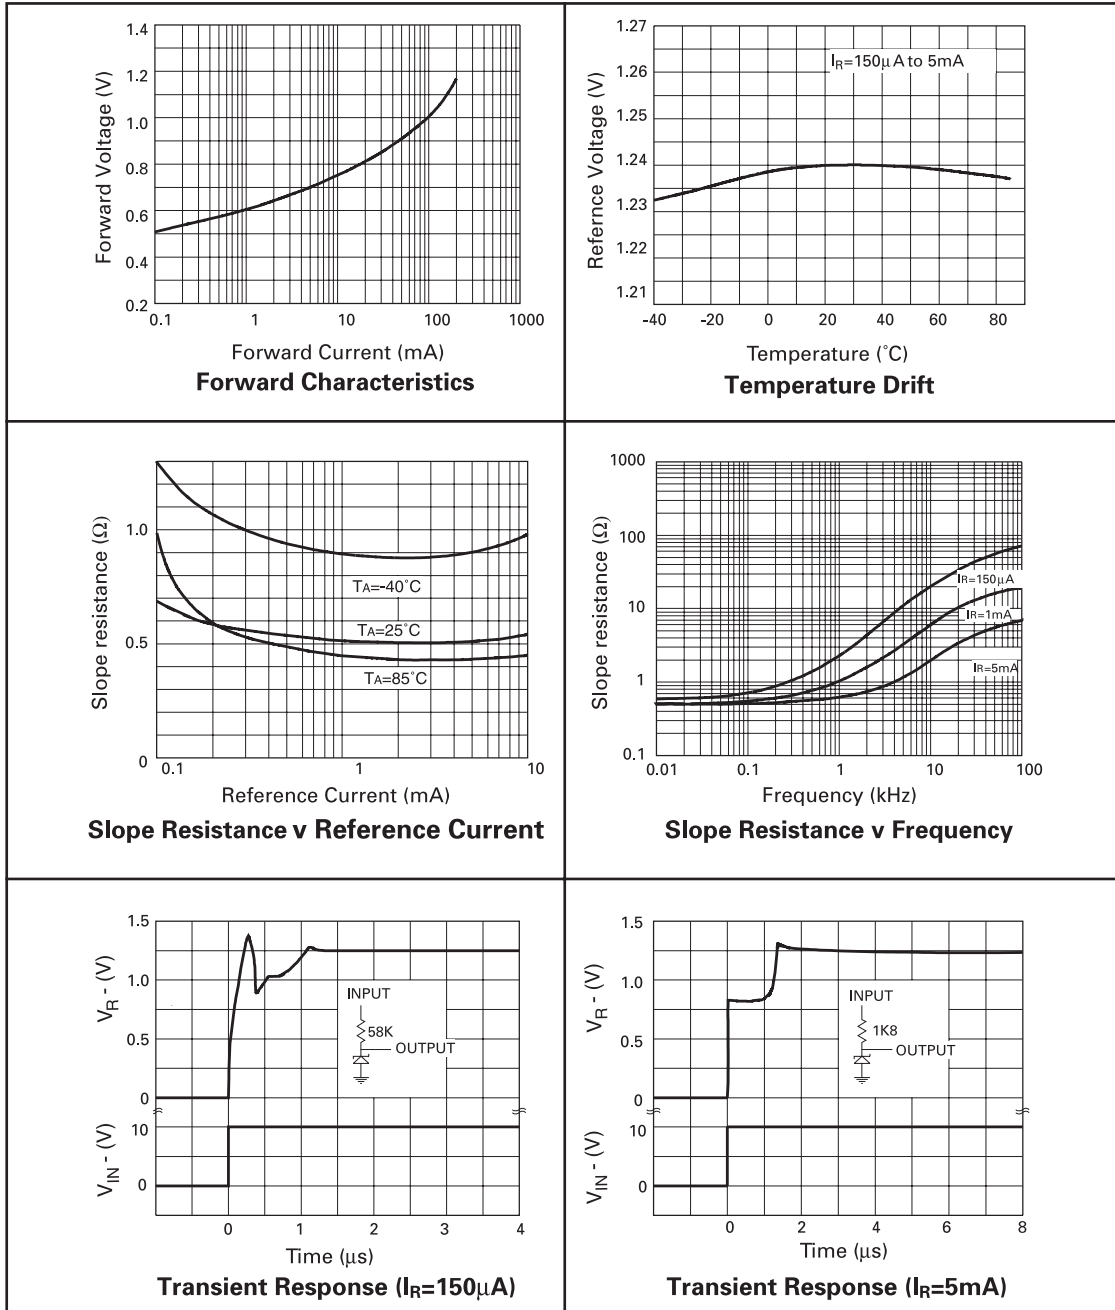 1.4
1.2
1.0
0.8
0.6
0.4
0.2
Forward Voltage (V)
0.1 1 10 100 1000
Forward Current (mA)
Forward Characteristics
1.27
1.26
1.25
1.24
1.23
1.22
1.21
Refernce Voltage (V)
IR=150µA to 5mA
-40 -20 0 20 40 60 80
Temperature (°C)
Temperature Drift
1.0
0.5
0
Slope resistance (Ω)
TA=-40°C
TA=25°C
TA=85°C
0.1 1 10
Reference Current (mA)
Slope Resistance v Reference Current
1000
100
10
1
0.1
Slope resistance (Ω)
IR=150µA
IR=1mA
IR=5mA
0.01 0.1 1 10 100
Frequency (kHz)
Slope Resistance v Frequency
1.5
1.0
0.5
0
VR - (V)
INPUT
58K
OUTPUT
10
0
VIN - (V)
0 1 2 3 4
Time (µs)
Transient Response (IR=150µA)
1.5
1.0
0.5
0
VR - (V)
INPUT
1K8
OUTPUT
10
0
VIN - (V)
0 2 4 6 8
Time (µs)
Transient Response (IR=5mA)